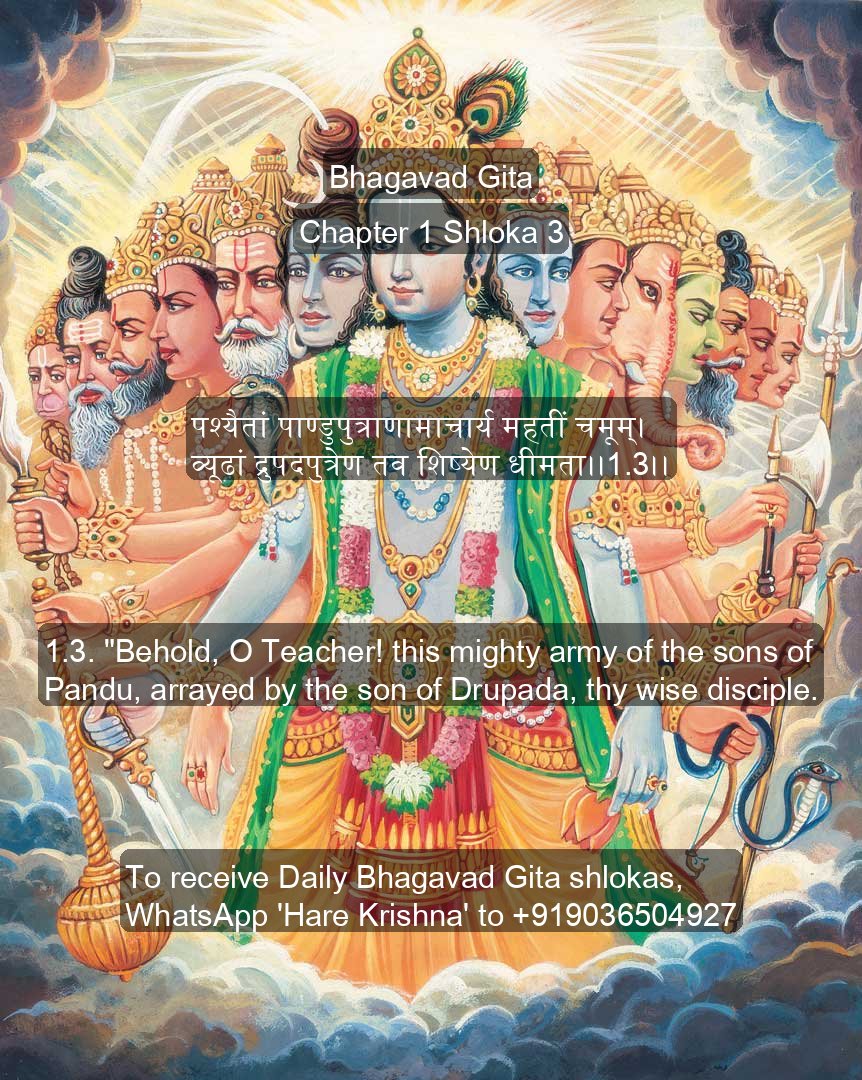 Bhagavad Gita
Chapter 1 Shloka 3
पश्यैतां पाण्डुपुत्राणामाचार्य महतीं चमूम्।
व्यूढां द्रुपदपुत्रेण तव शिष्येण धीमता।।1.3।।
1.3. "Behold, O Teacher! this mighty army of the sons of
Pandu, arrayed by the son of Drupada, thy wise disciple.
To receive Daily Bhagavad Gita shlokas,
WhatsApp 'Hare Krishna' to +919036504927